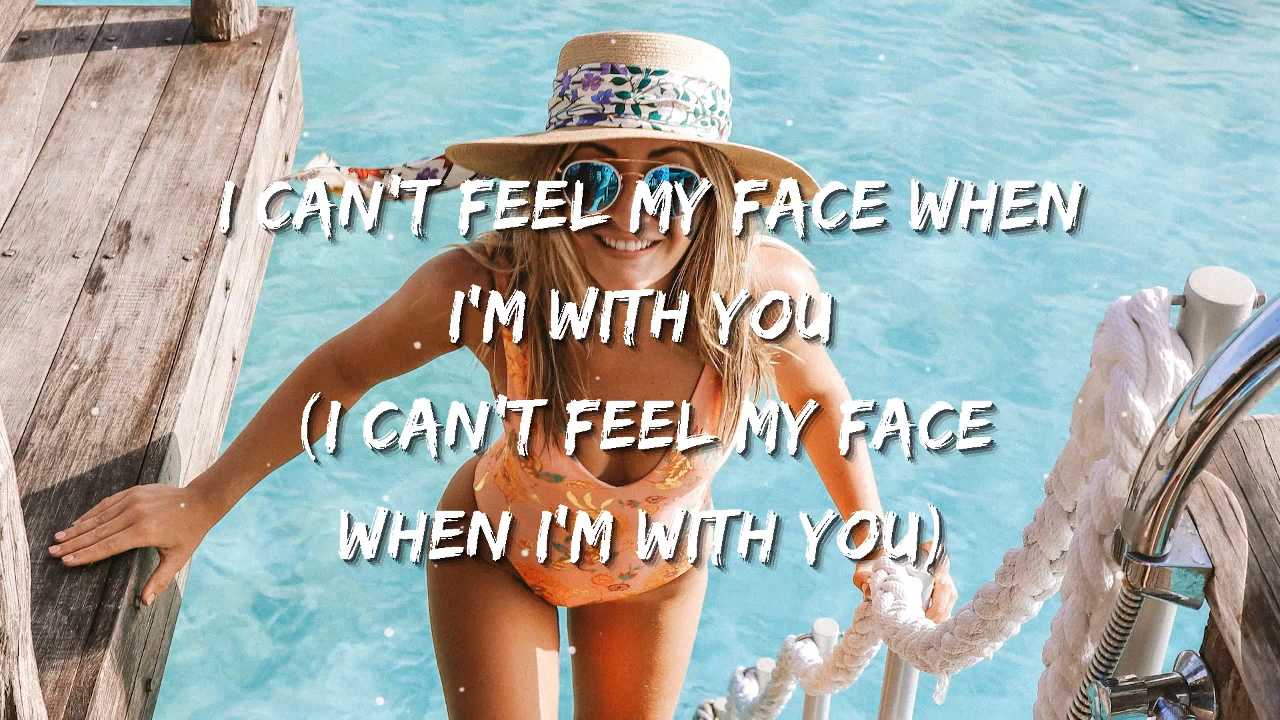 I CAN'T FEEL MY FACE WHEN
I'M WITH YOU
(I CAN'T FEEL MY FACE
WHEN I'M WITH YOU)